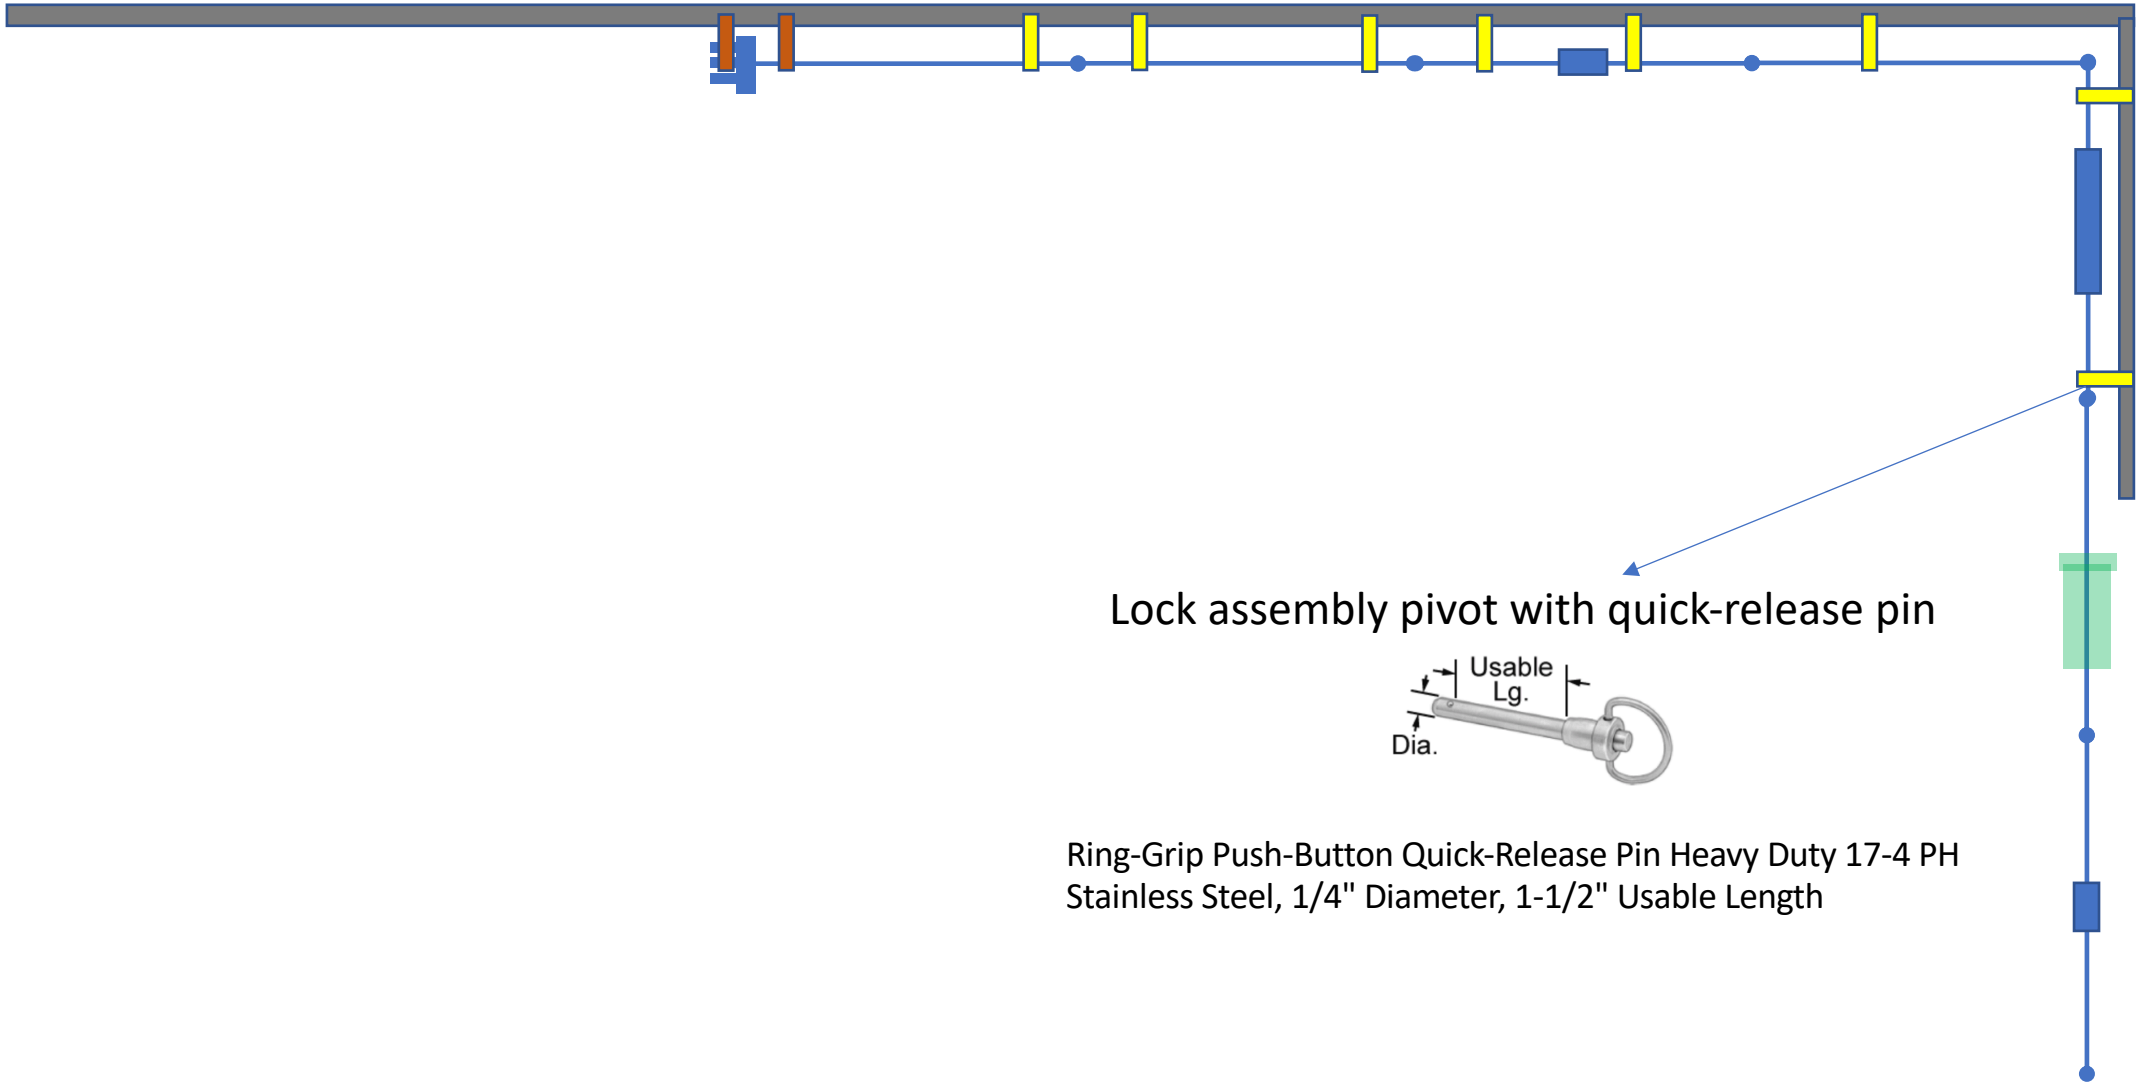 Lock assembly pivot with quick-release pin
Usable
Lg.
Dia.
Ring-Grip Push-Button Quick-Release Pin Heavy Duty 17-4 PH
Stainless Steel, 1/4" Diameter, 1-1/2" Usable Length